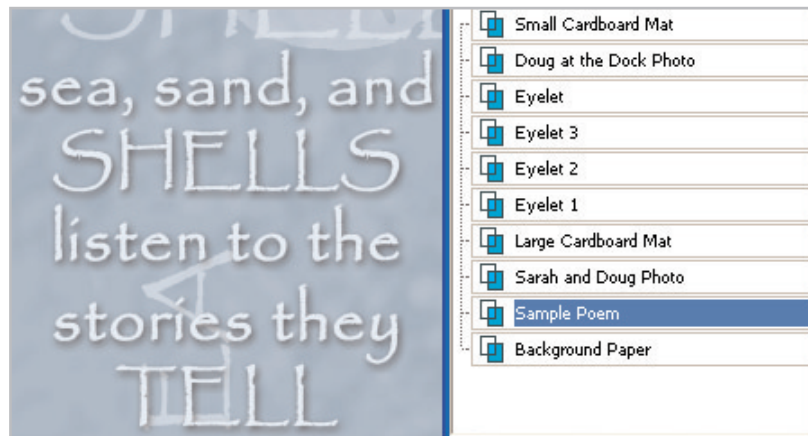 SHELLS
sea, sand, and
SHELLS
listen to the
stories they
TELL
Small Cardboard Mat
Doug at the Dock Photo
Eyelet
Eyelet 3
Eyelet 2
Eyelet 1
Large Cardboard Mat
Sarah and Doug Photo
Sample Poem
Background Paper